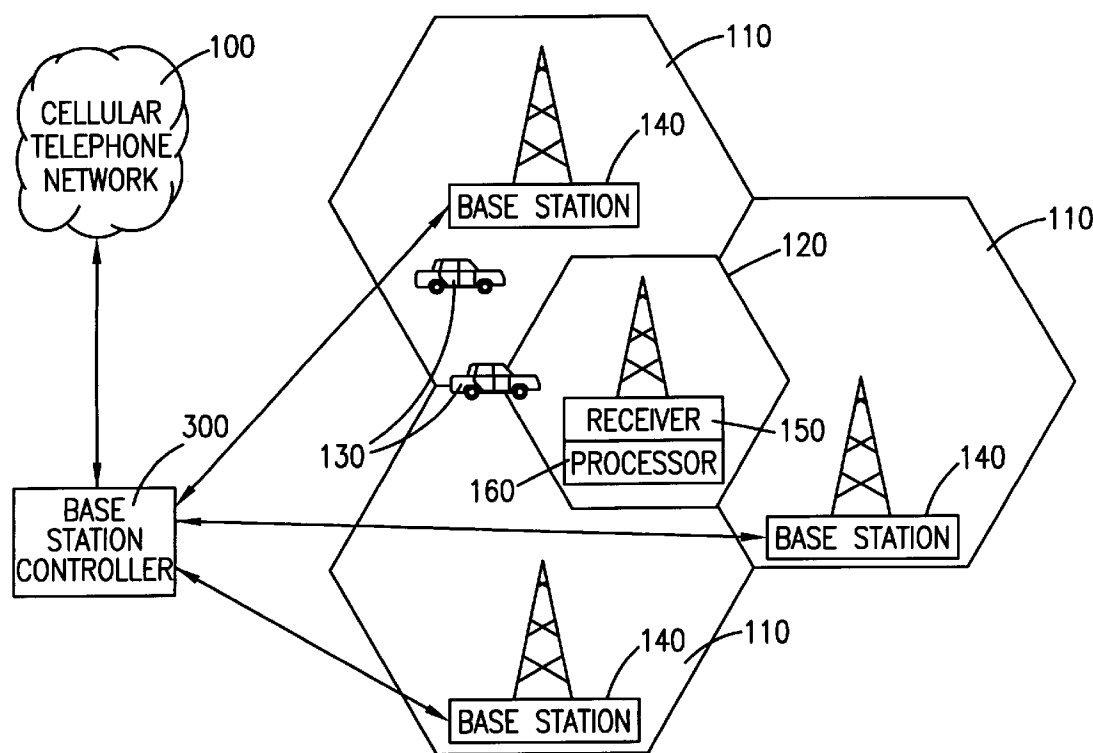 100
CELLULAR
TELEPHONE
NETWORK
110
140
BASE STATION
110
120
130
RECEIVER
150
PROCESSOR
160
300
BASE
STATION
CONTROLLER
140
BASE STATION
110
140
BASE STATION